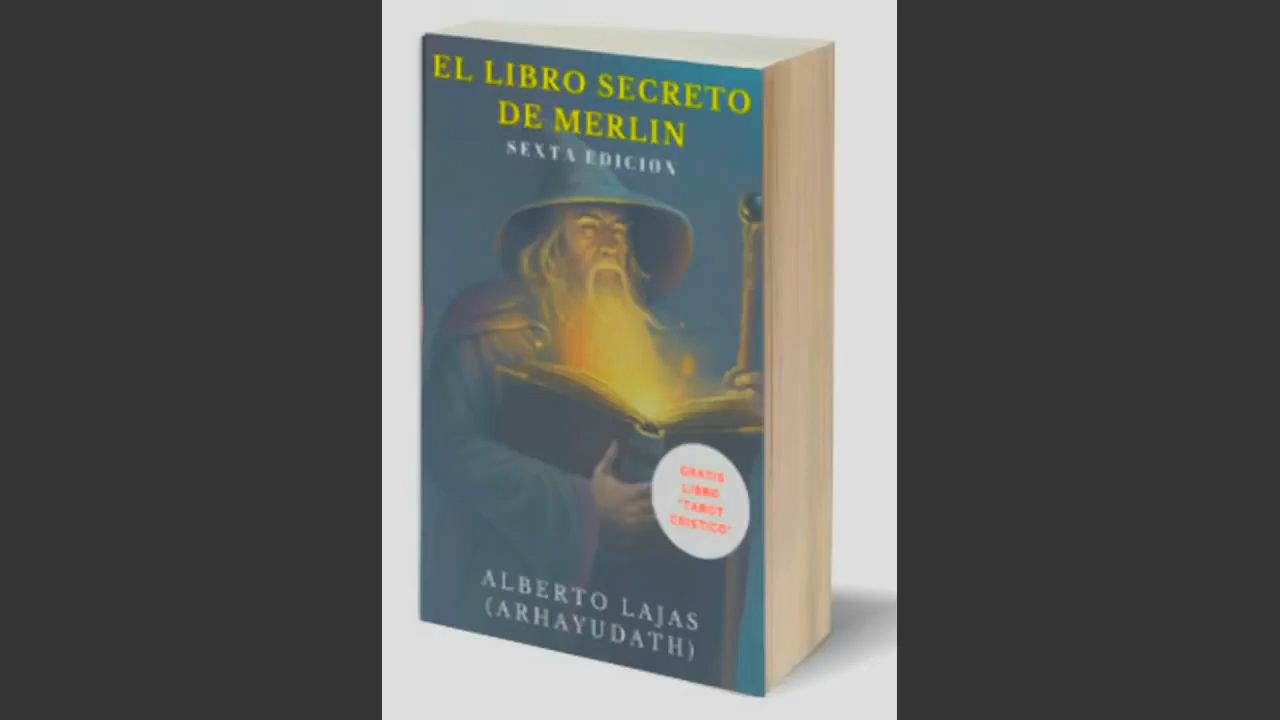 EL LIBRO SECRETO
DE MERLIN
SEXTA EDICION
GRATIS
LIBRO
"TAROT
CRISTICO"
ALBERTO LAJAS
(ARHAYUDATH)